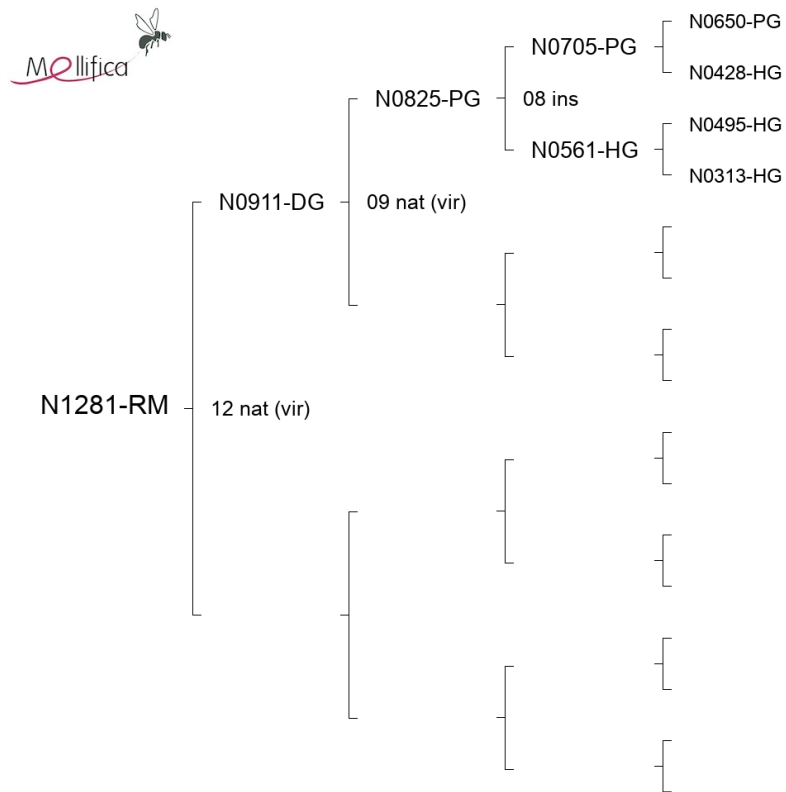 Mellifica
N0650-PG
N0705-PG
N0428-HG
N0825-PG
08 ins
N0495-HG
N0561-HG
N0313-HG
N0911-DG
09 nat (vir)
N1281-RM
12 nat (vir)